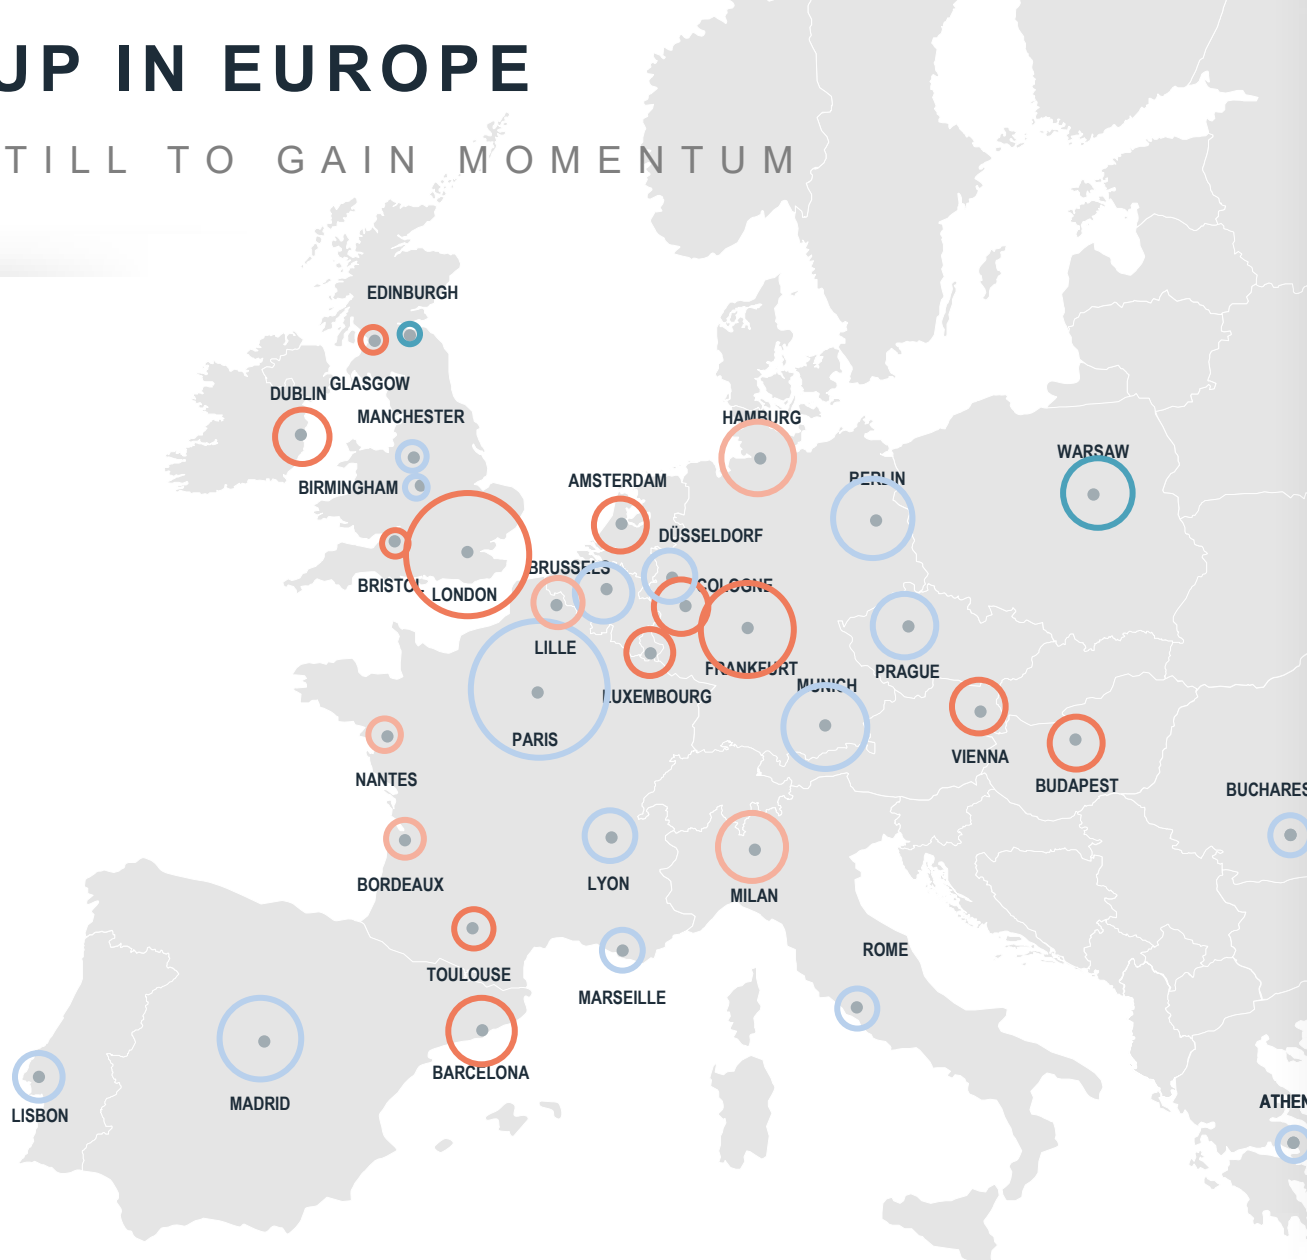 UP IN EUROPE
TILL TO GAIN MOMENTUM
EDINBURGH
GLASGOW
DUBLIN
MANCHESTER
HAMBURG
WARSAW
AMSTERDAM
BERLIN
BIRMINGHAM
DÜSSELDORF
BRUSSELS
COLOGNE
BRISTOL
LONDON
LILLE
FRANKFURT
PRAGUE
MUNICH
LUXEMBOURG
PARIS
VIENNA
NANTES
BUDAPEST
BUCHARES
BORDEAUX
LYON
MILAN
ROME
TOULOUSE
MARSEILLE
BARCELONA
MADRID
ATHEN
LISBON